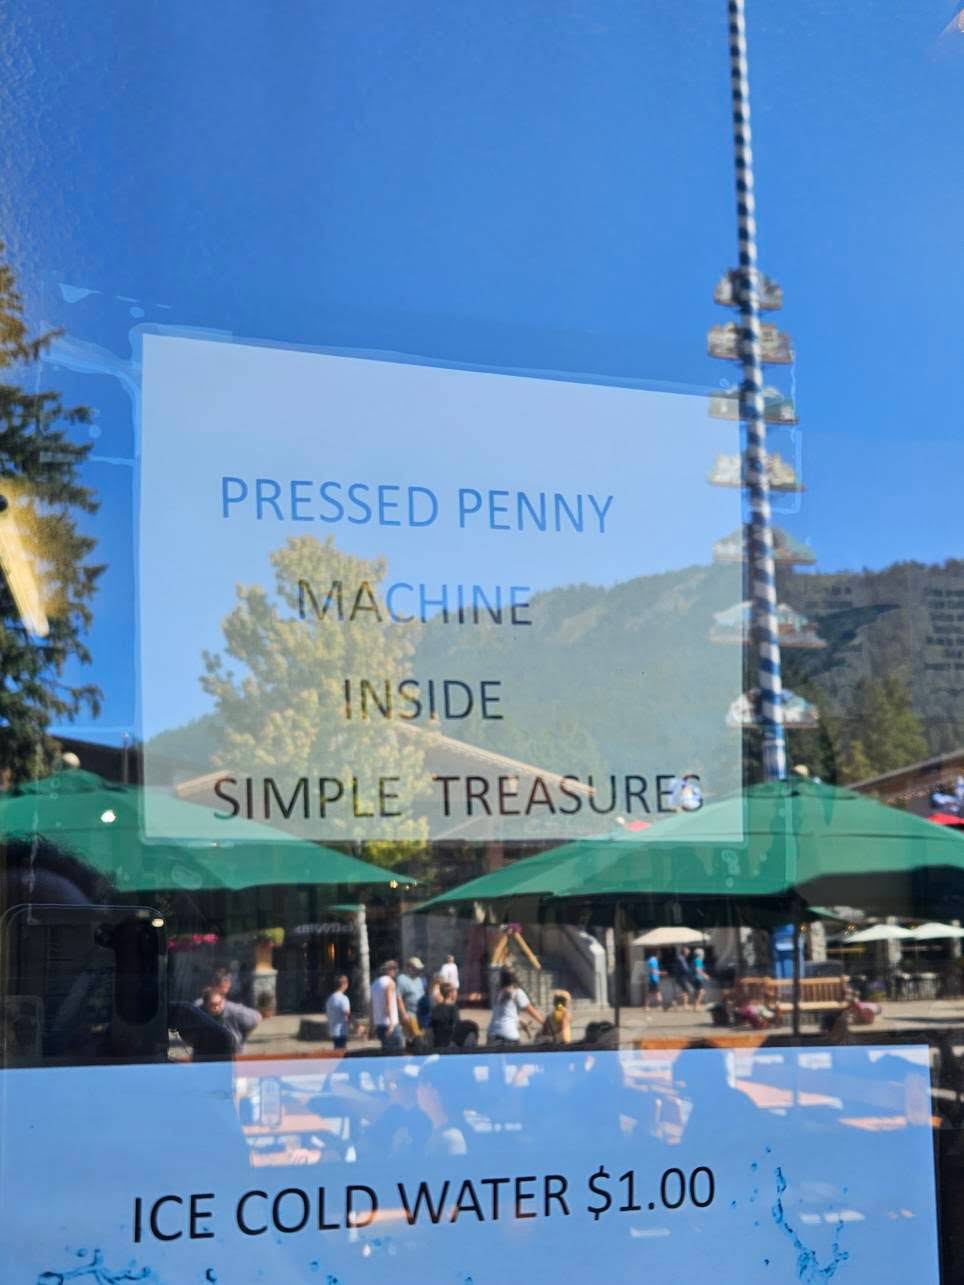 PRESSED PENNY
MACHINE
INSIDE
SIMPLE TREASURES
ICE COLD WATER $1.00